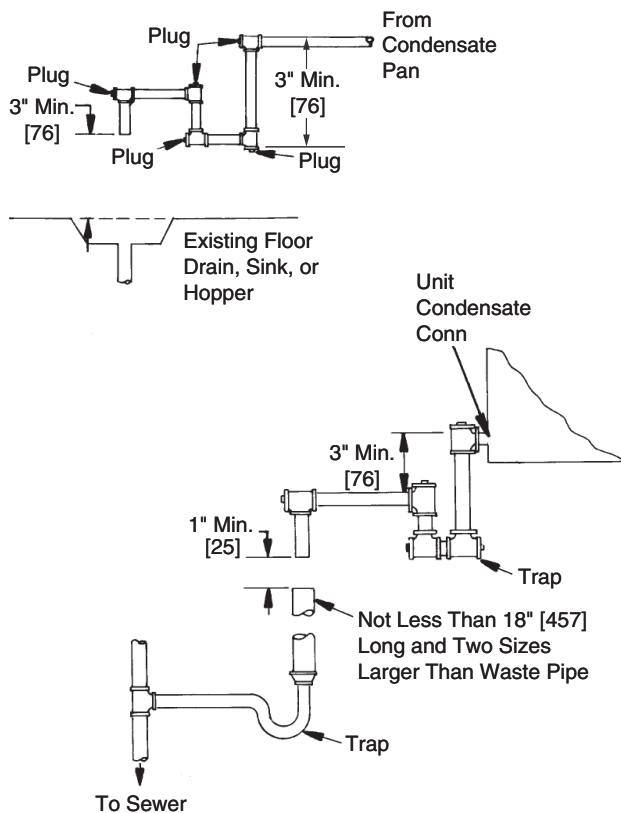 From
Condensate
Pan
Plug
Plug
3" Min.
[76]
3" Min.
[76]
Plug
Plug
Existing Floor
Drain, Sink, or
Hopper
Unit
Condensate
Conn
3" Min.
[76]
1" Min.
[25]
Trap
Not Less Than 18" [457]
Long and Two Sizes
Larger Than Waste Pipe
Trap
To Sewer